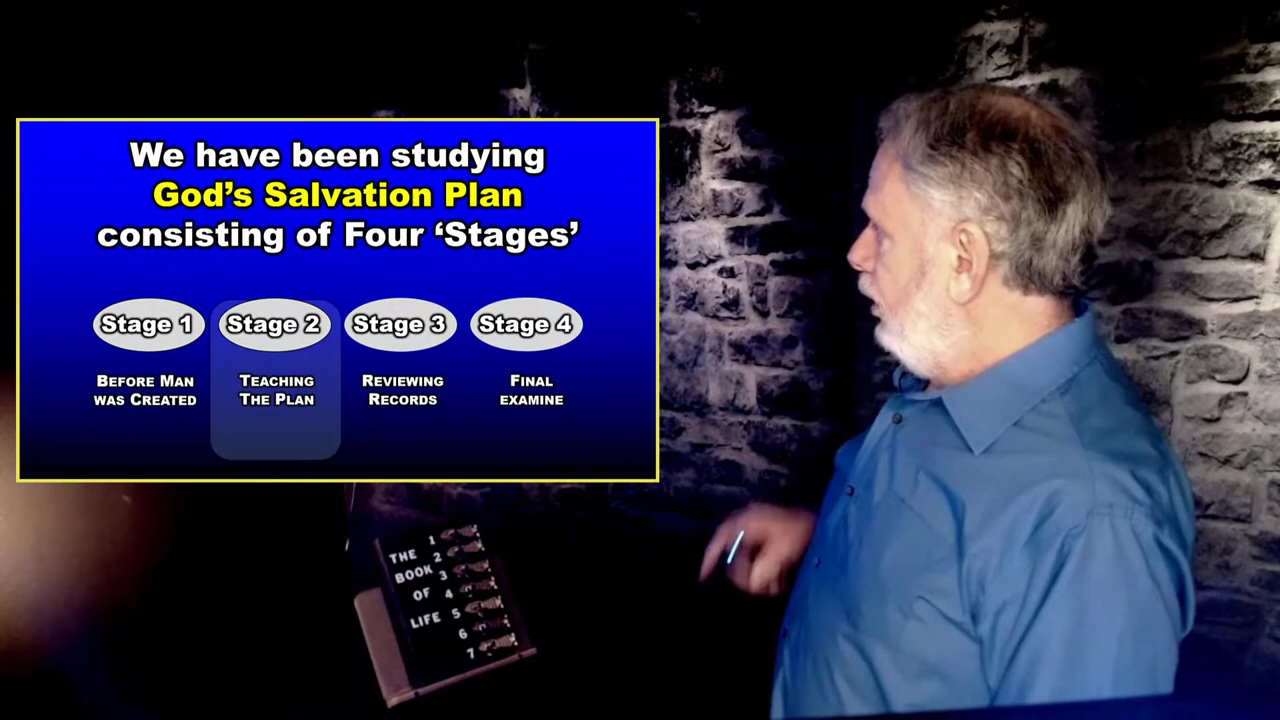 We have been studying
God’s Salvation Plan
consisting of Four ‘Stages’
Stage 1 Stage 2 Stage 3 Stage 4
BEFORE MAN WAS CREATED
TEACHING THE PLAN
REVIEWING RECORDS
FINAL EXAMINE
THE
BOOK
OF
LIFE
1
2
3
4
5
6
7